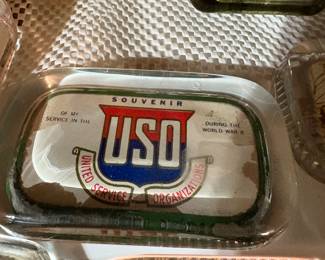 SOUVENIR
OF MY
SERVICE IN THE
USO
DURING THE
WORLD WAR II
UNITED SERVICE ORGANIZATIONS